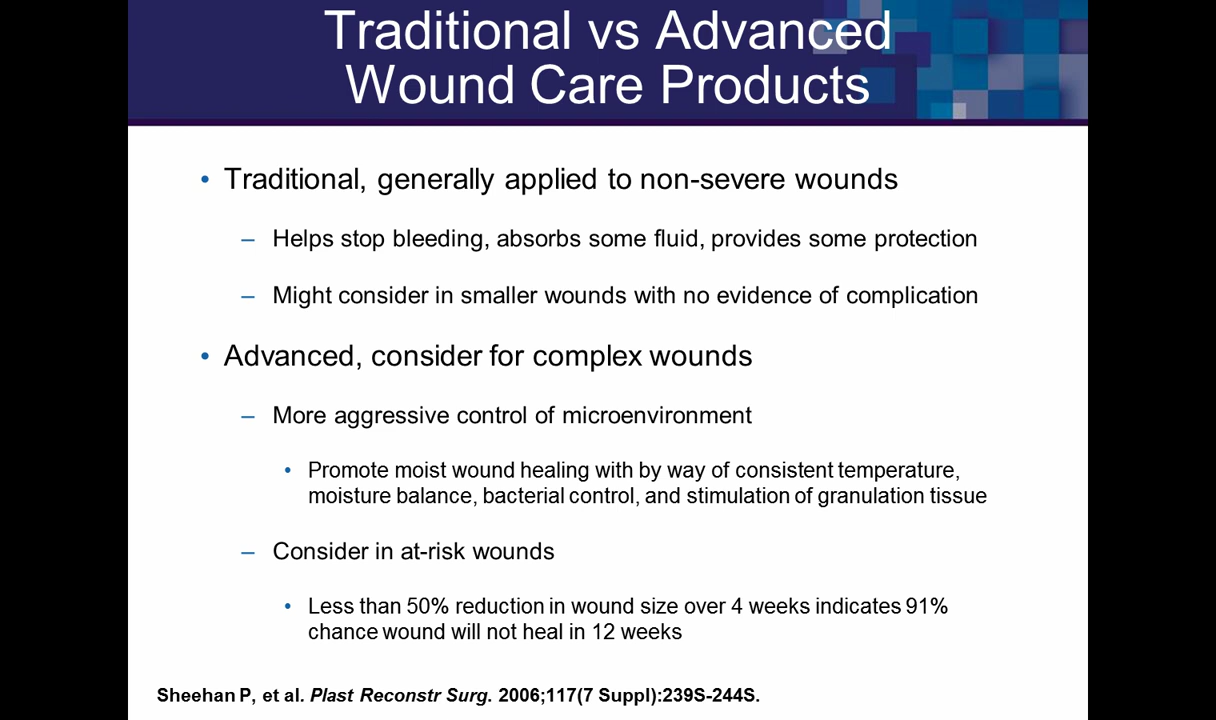 Traditional vs Advanced
Wound Care Products
• Traditional, generally applied to non-severe wounds
– Helps stop bleeding, absorbs some fluid, provides some protection
– Might consider in smaller wounds with no evidence of complication
• Advanced, consider for complex wounds
– More aggressive control of microenvironment
• Promote moist wound healing with by way of consistent temperature,
moisture balance, bacterial control, and stimulation of granulation tissue
– Consider in at-risk wounds
• Less than 50% reduction in wound size over 4 weeks indicates 91%
chance wound will not heal in 12 weeks
Sheehan P, et al. Plast Reconstr Surg. 2006;117(7 Suppl):239S-244S.